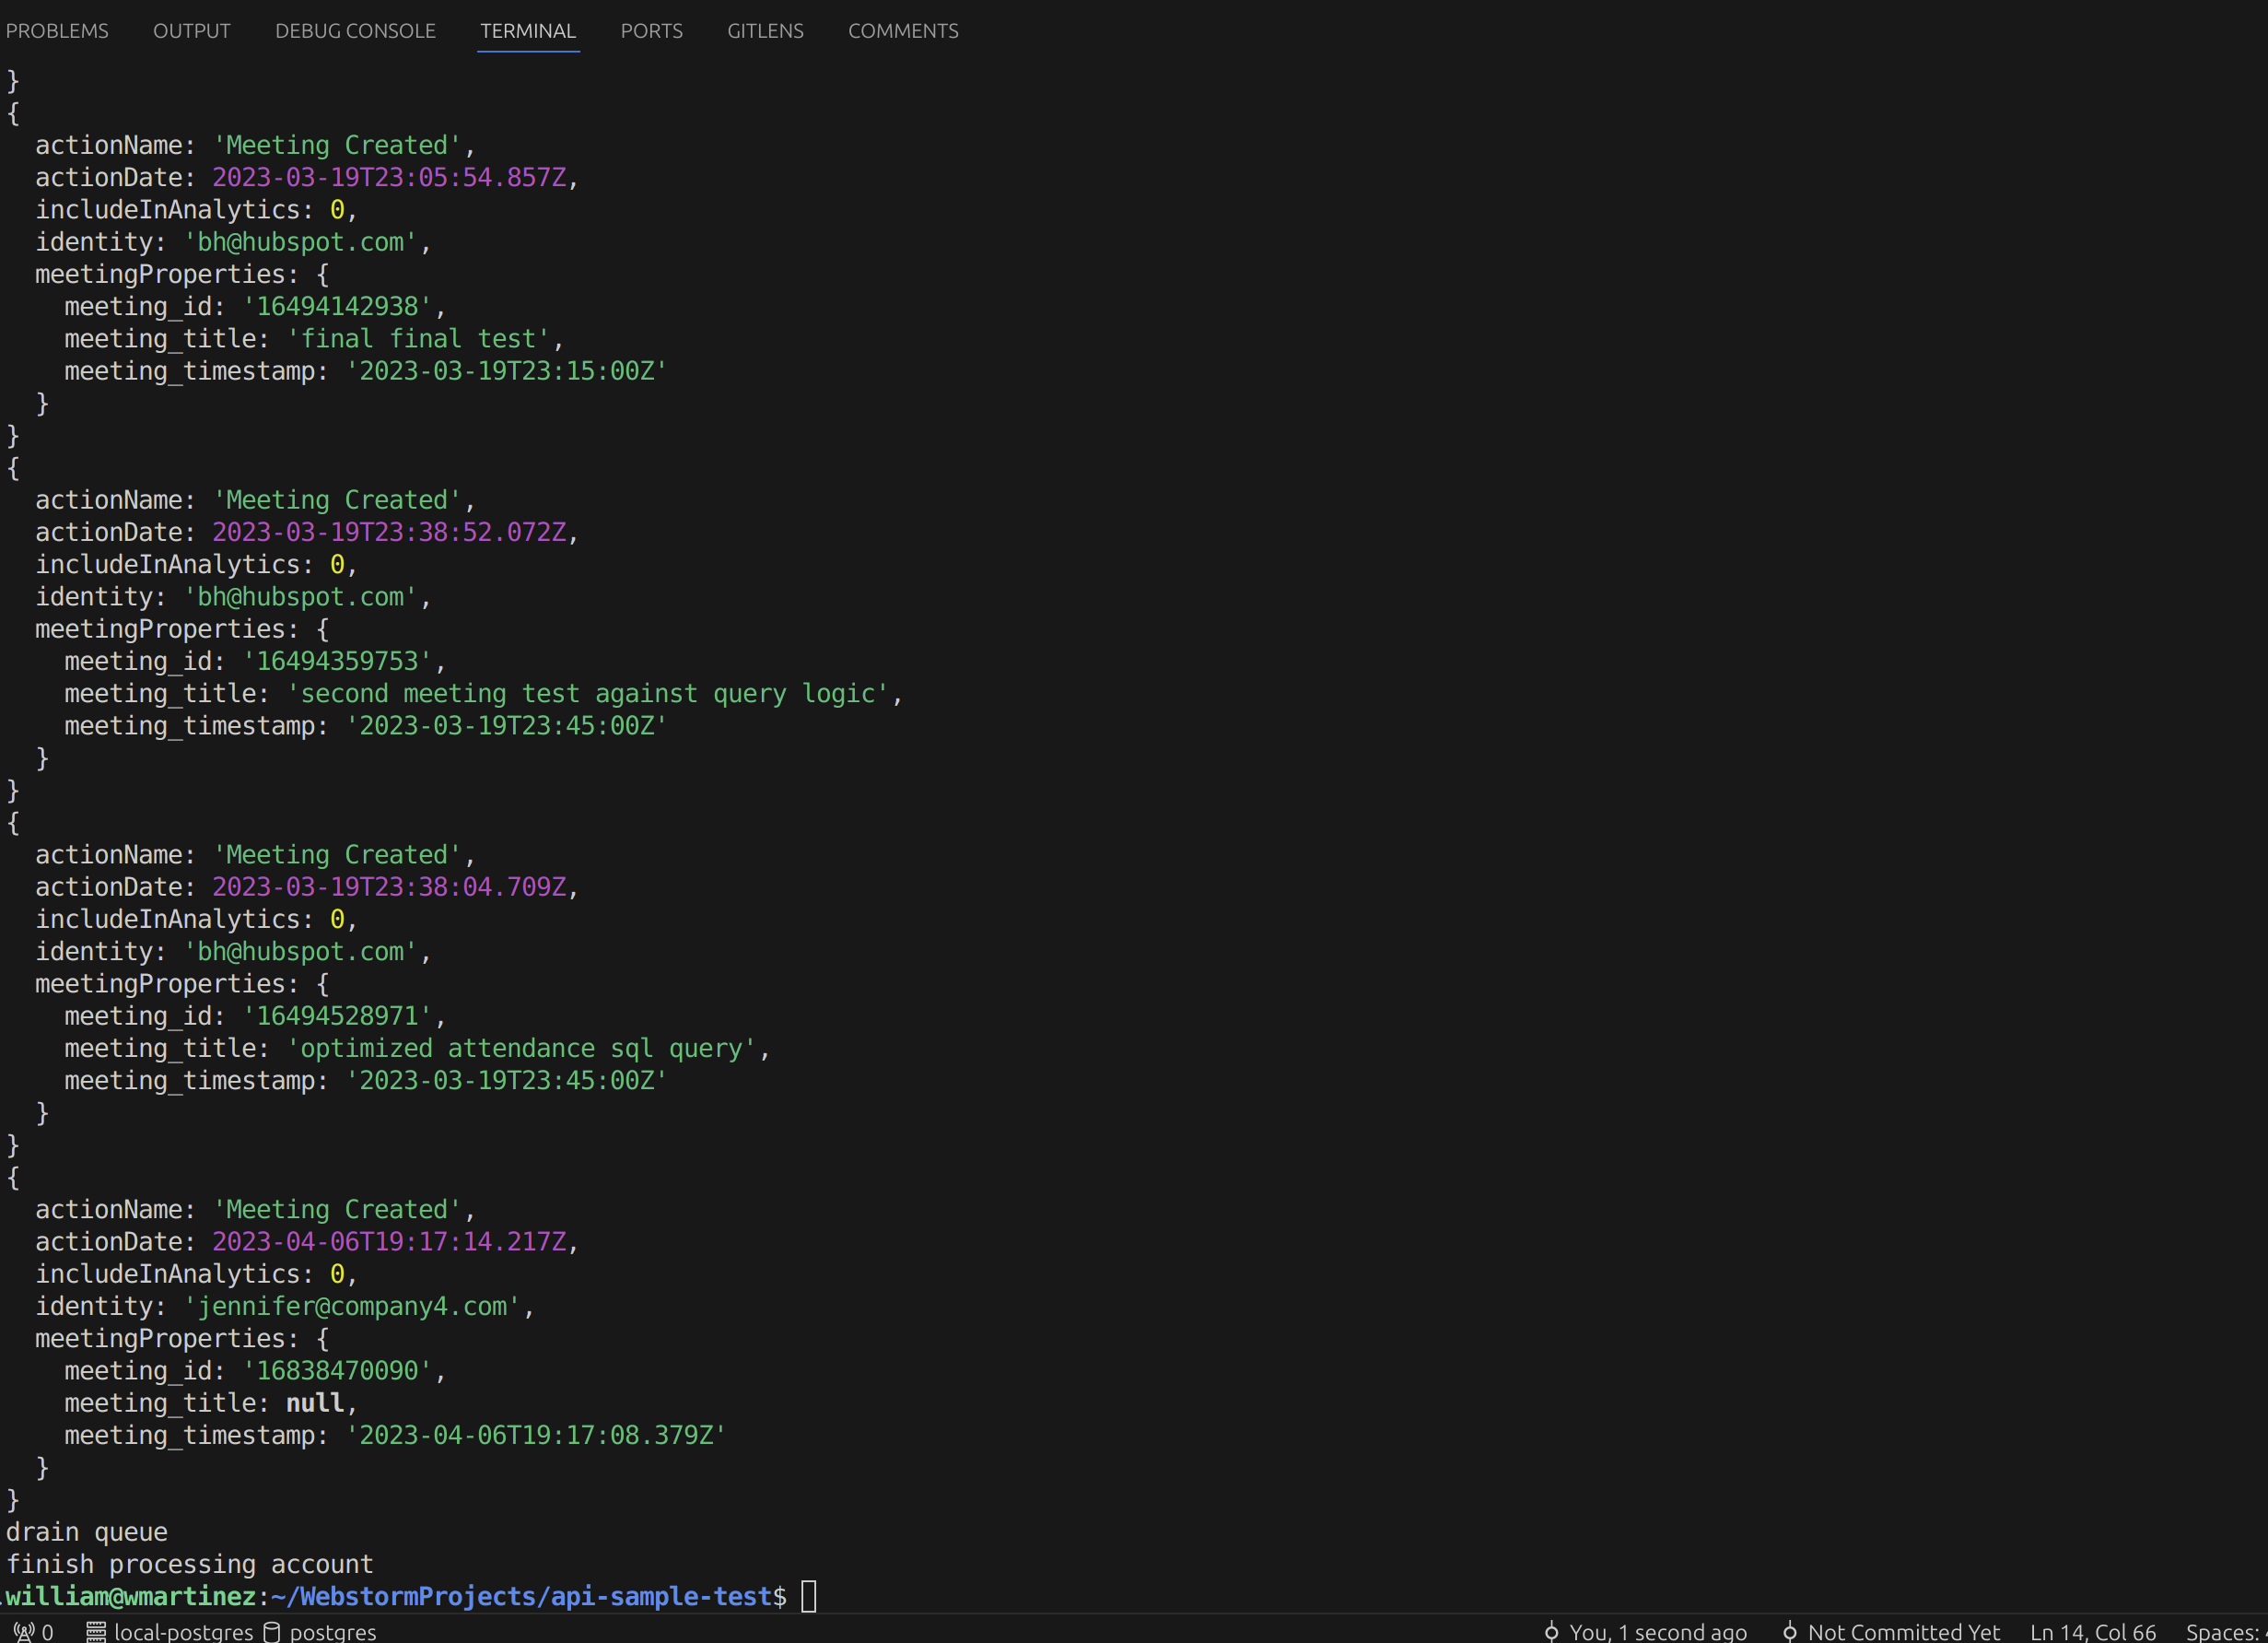 PROBLEMS OUTPUT DEBUG CONSOLE TERMINAL PORTS GITLENS COMMENTS
}
{
  actionName: 'Meeting Created',
  actionDate: 2023-03-19T23:05:54.857Z,
  includeInAnalytics: 0,
  identity: 'bh@hubspot.com',
  meetingProperties: {
    meeting_id: '16494142938',
    meeting_title: 'final final test',
    meeting_timestamp: '2023-03-19T23:15:00Z'
  }
}
{
  actionName: 'Meeting Created',
  actionDate: 2023-03-19T23:38:52.072Z,
  includeInAnalytics: 0,
  identity: 'bh@hubspot.com',
  meetingProperties: {
    meeting_id: '16494359753',
    meeting_title: 'second meeting test against query logic',
    meeting_timestamp: '2023-03-19T23:45:00Z'
  }
}
{
  actionName: 'Meeting Created',
  actionDate: 2023-03-19T23:38:04.709Z,
  includeInAnalytics: 0,
  identity: 'bh@hubspot.com',
  meetingProperties: {
    meeting_id: '16494528971',
    meeting_title: 'optimized attendance sql query',
    meeting_timestamp: '2023-03-19T23:45:00Z'
  }
}
{
  actionName: 'Meeting Created',
  actionDate: 2023-04-06T19:17:14.217Z,
  includeInAnalytics: 0,
  identity: 'jennifer@company4.com',
  meetingProperties: {
    meeting_id: '16838470090',
    meeting_title: null,
    meeting_timestamp: '2023-04-06T19:17:08.379Z'
  }
}
drain queue
finish processing account
william@wmartinez:~/WebstormProjects/api-sample-test$
0 local-postgres postgres You, 1 second ago Not Committed Yet Ln 14, Col 66 Spaces: